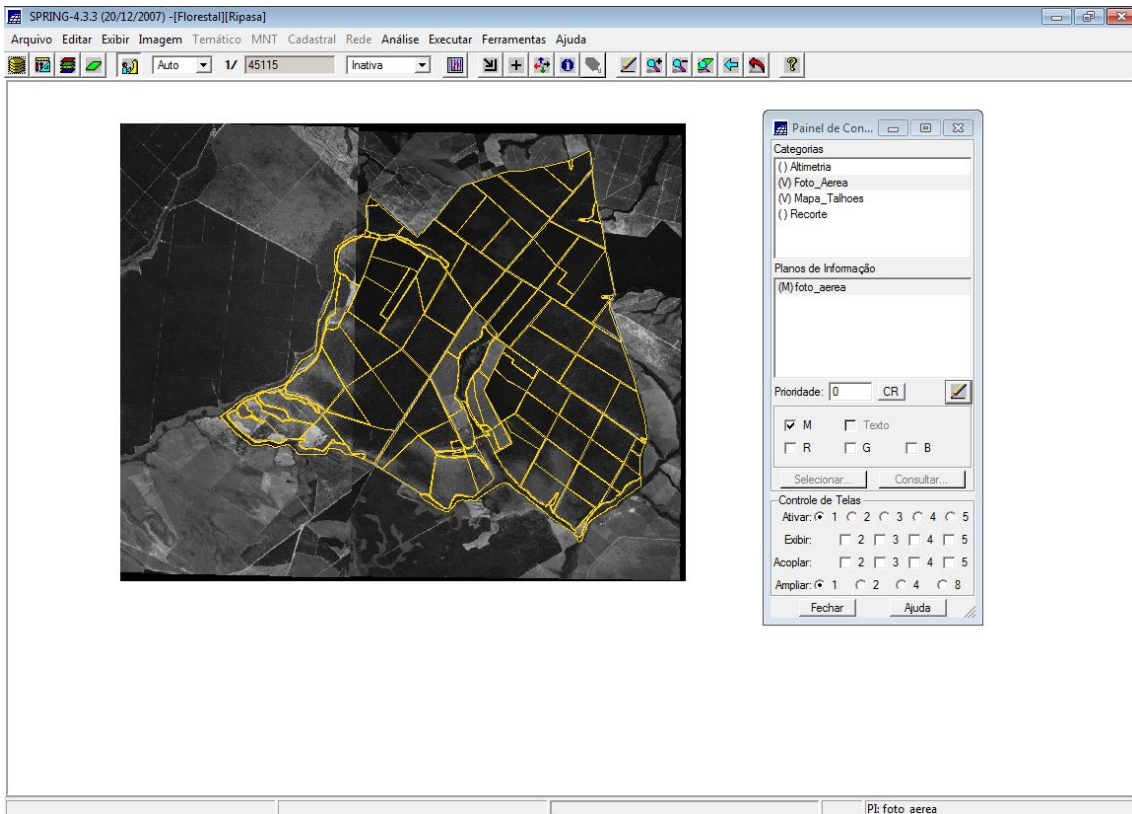 SPRING-4.3.3 (20/12/2007) -[Florestal][Ripasa]
Arquivo Editar Exibir Imagem Temático MNT Cadastral Rede Análise Executar Ferramentas Ajuda
Auto 1/ 45115 Inativa
Painel de Con...
Categorias
( ) Altimetria
(V) Foto_Aerea
(V) Mapa_Talhoes
( ) Recorte
Planos de Informação
(M) foto_aerea
Prioridade: 0 CR
M Texto
R G B
Selecionar... Consultar...
Controle de Telas
Ativar: 1 2 3 4 5
Exibir: 2 3 4 5
Acoplar: 2 3 4 5
Ampliar: 1 2 4 8
Fechar Ajuda
PI: foto_aerea